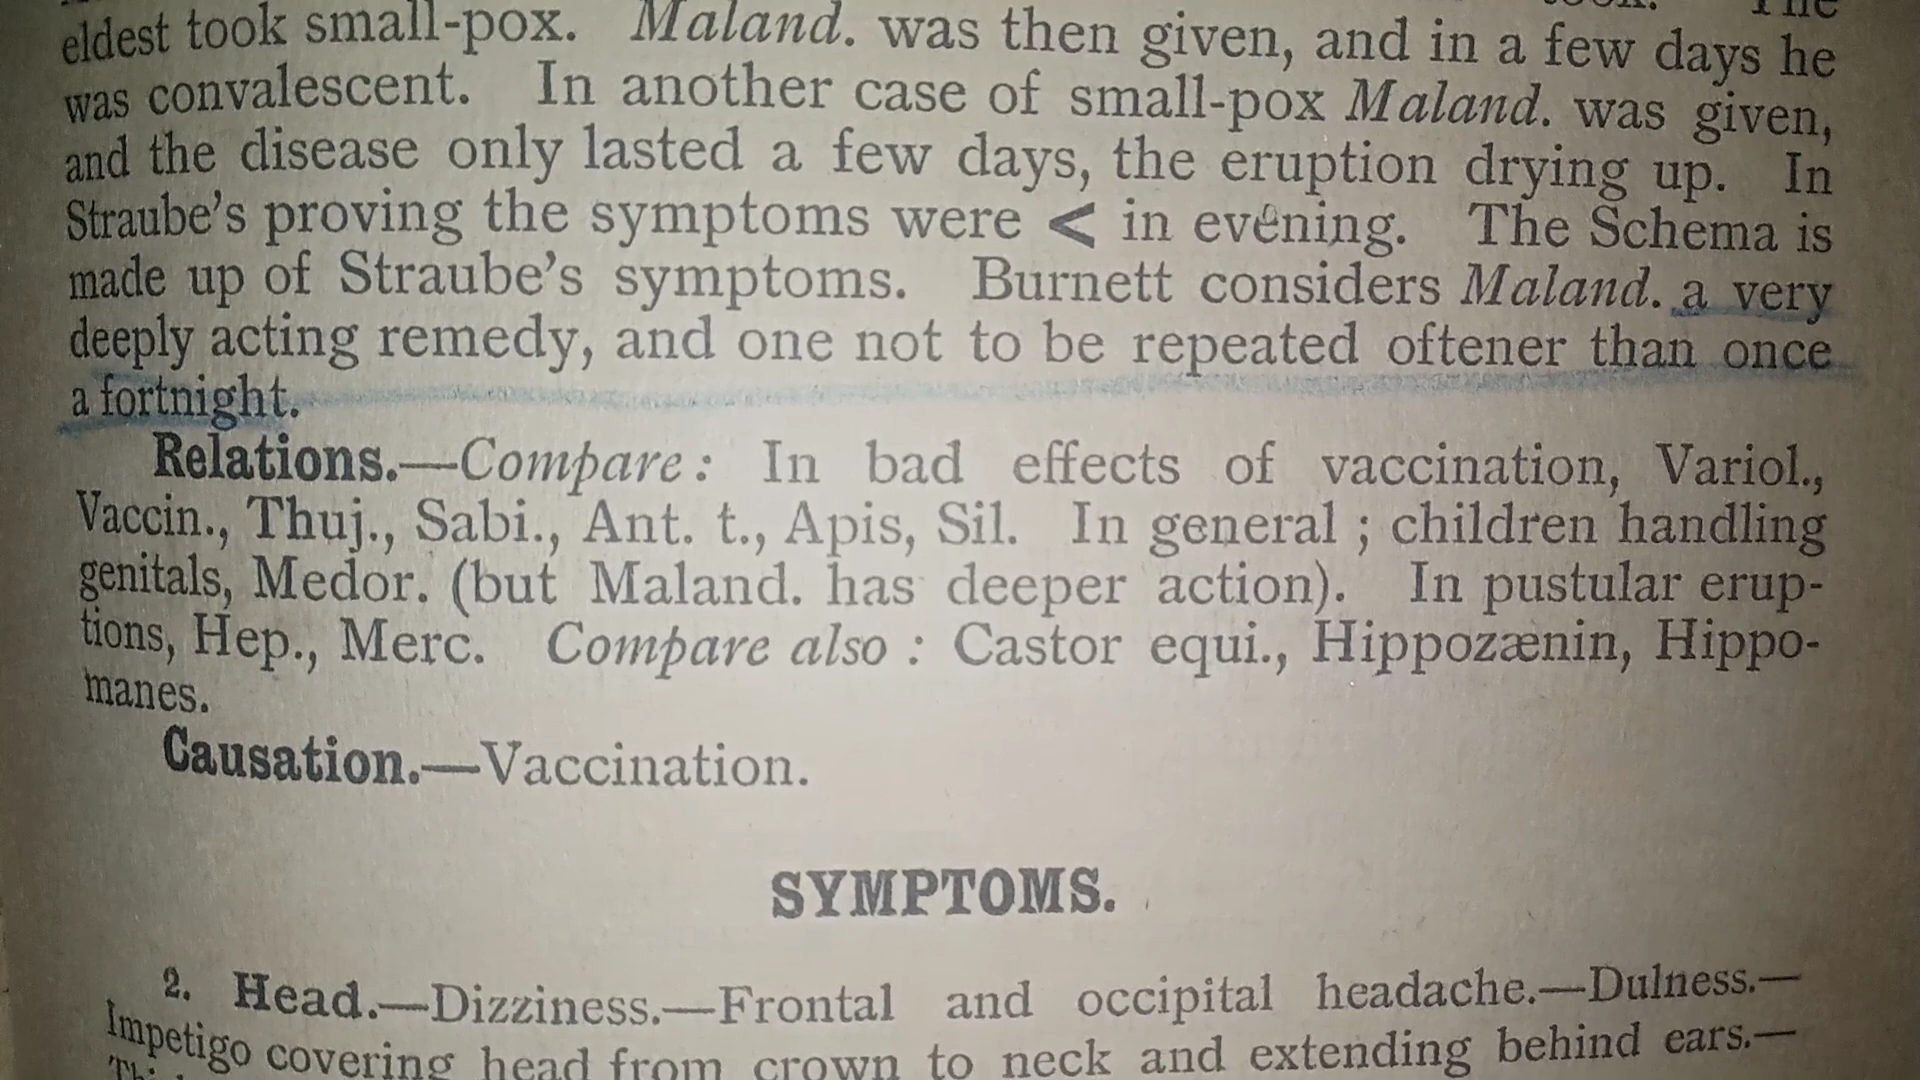 The
eldest took small-pox. Maland. was then given, and in a few days he
was convalescent. In another case of small-pox Maland. was given,
and the disease only lasted a few days, the eruption drying up. In
Straube's proving the symptoms were < in evening. The Schema is
made up of Straube's symptoms. Burnett considers Maland. a very
deeply acting remedy, and one not to be repeated oftener than once
a fortnight.
Relations.—Compare: In bad effects of vaccination, Variol.,
Vaccin., Thuj., Sabi., Ant. t., Apis, Sil. In general ; children handling
genitals, Medor. (but Maland. has deeper action). In pustular erup-
tions, Hep., Merc. Compare also : Castor equi., Hippozænin, Hippo-
manes.
Causation.—Vaccination.
SYMPTOMS.
2. Head.—Dizziness.—Frontal and occipital headache.—Dulness.—
Impetigo covering head from crown to neck and extending behind ears.—